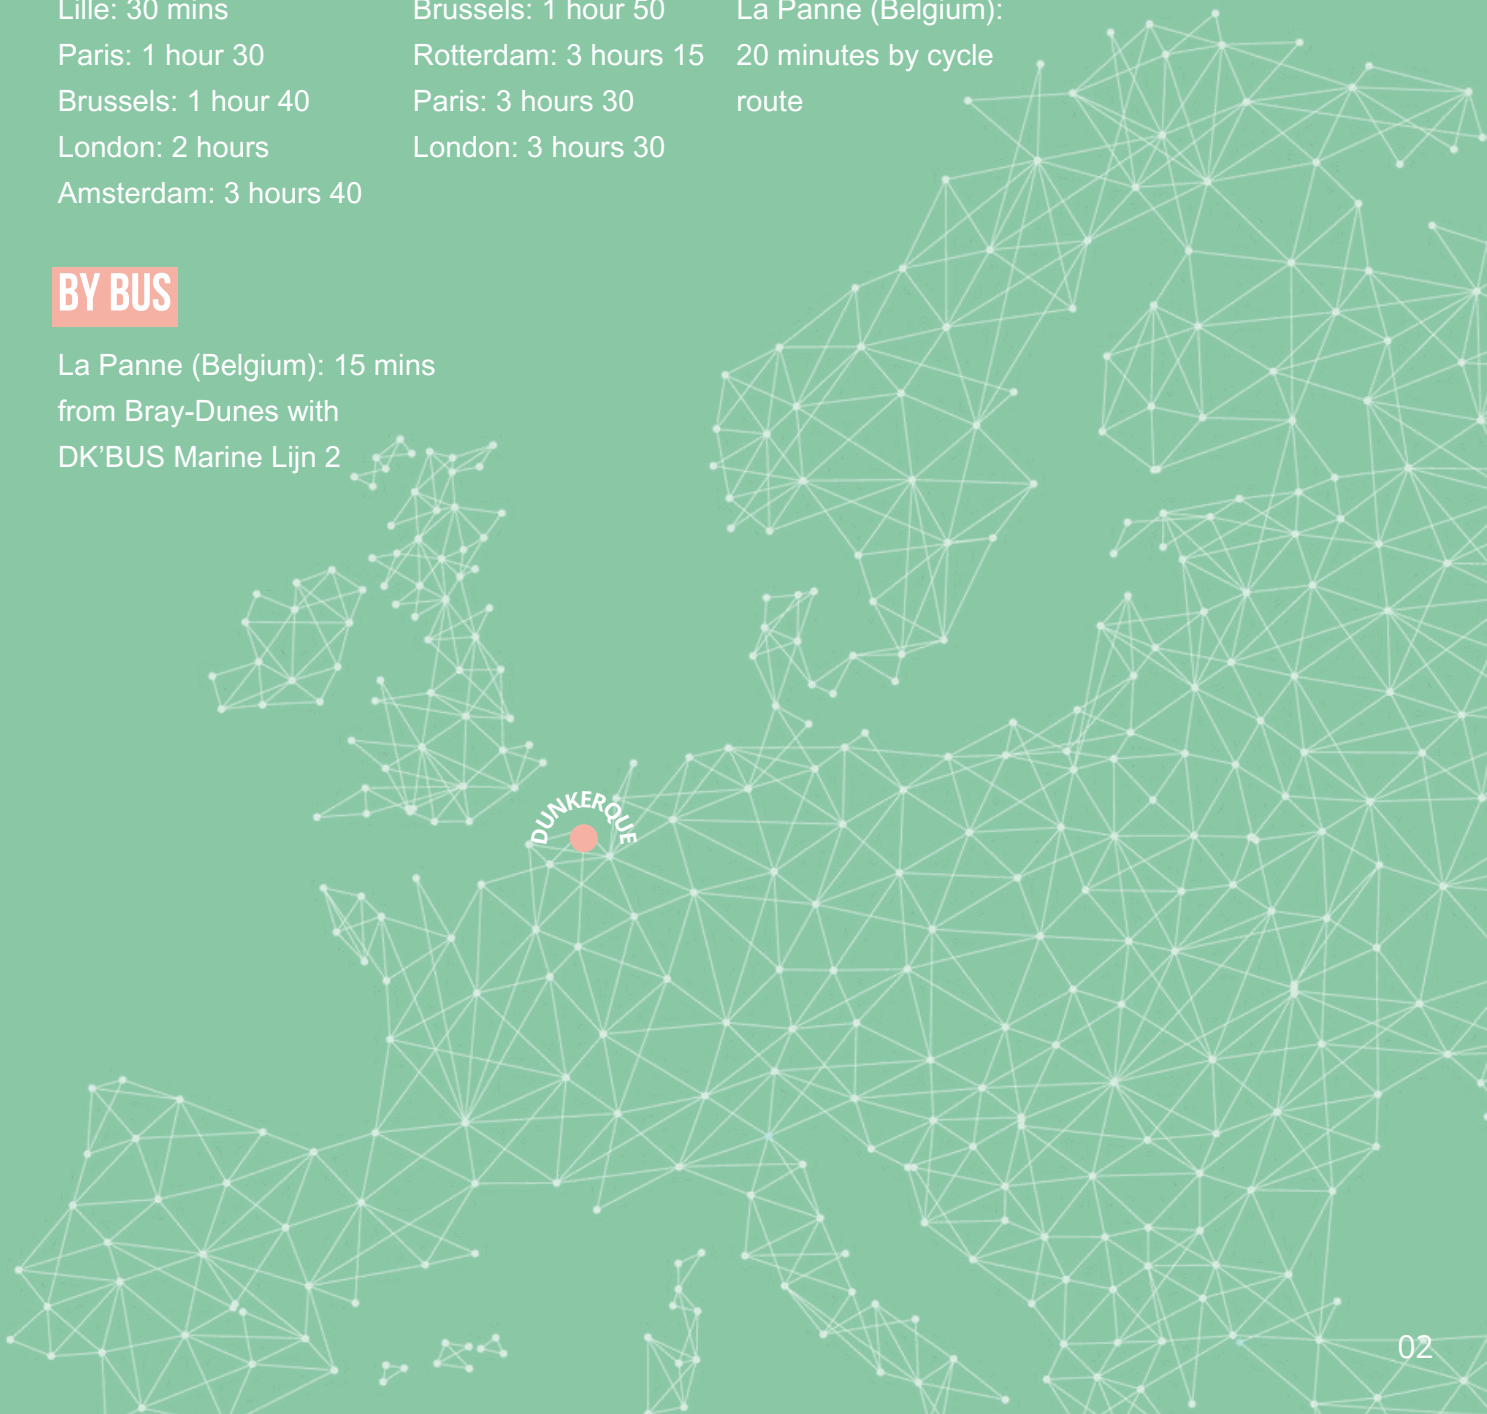 Lille: 30 mins
Paris: 1 hour 30
Brussels: 1 hour 40
London: 2 hours
Amsterdam: 3 hours 40
Brussels: 1 hour 50
Rotterdam: 3 hours 15
Paris: 3 hours 30
London: 3 hours 30
La Panne (Belgium):
20 minutes by cycle
route
BY BUS
La Panne (Belgium): 15 mins
from Bray-Dunes with
DK’BUS Marine Lijn 2
DUNKERQUE
02